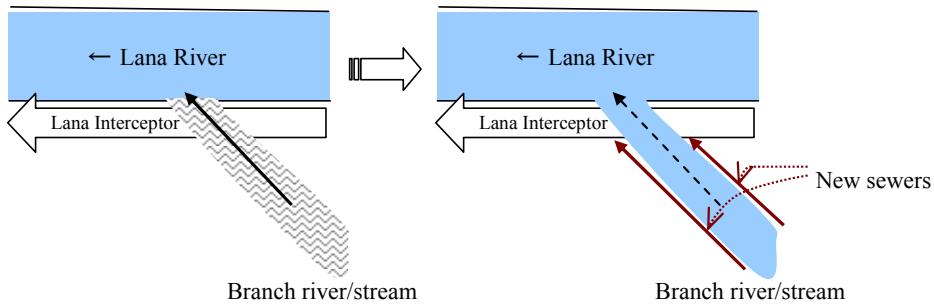 ← Lana River
Lana Interceptor
Branch river/stream
← Lana River
Lana Interceptor
New sewers
Branch river/stream